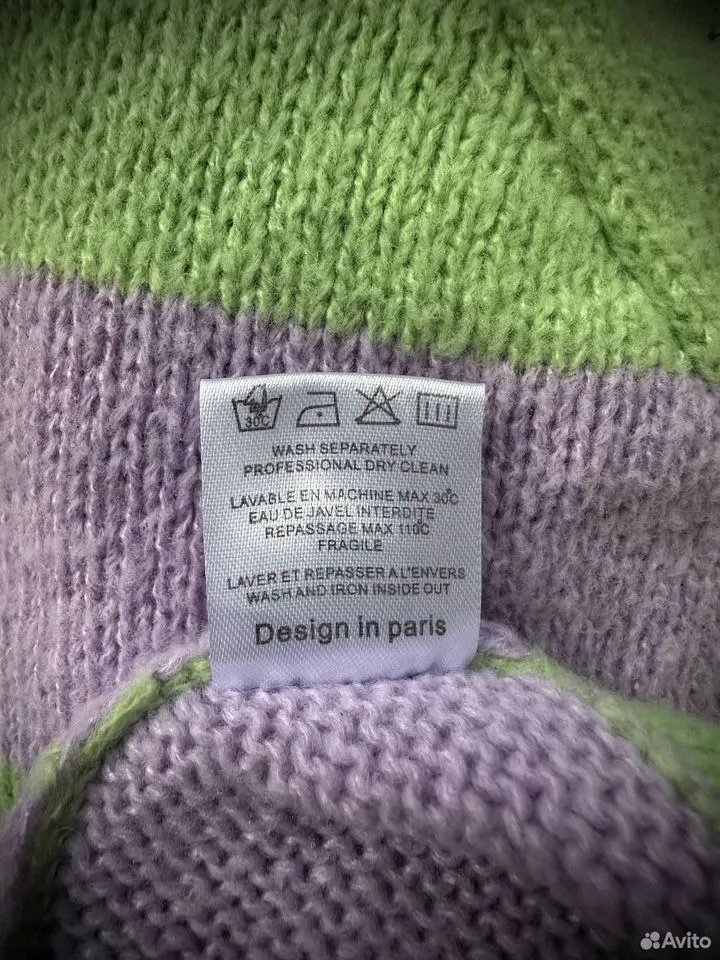 30C
WASH SEPARATELY
PROFESSIONAL DRY CLEAN
LAVABLE EN MACHINE MAX 30°C
EAU DE JAVEL INTERDITE
REPASSAGE MAX 110°C
FRAGILE
LAVER ET REPASSER A L'ENVERS
WASH AND IRON INSIDE OUT
Design in paris
Avito